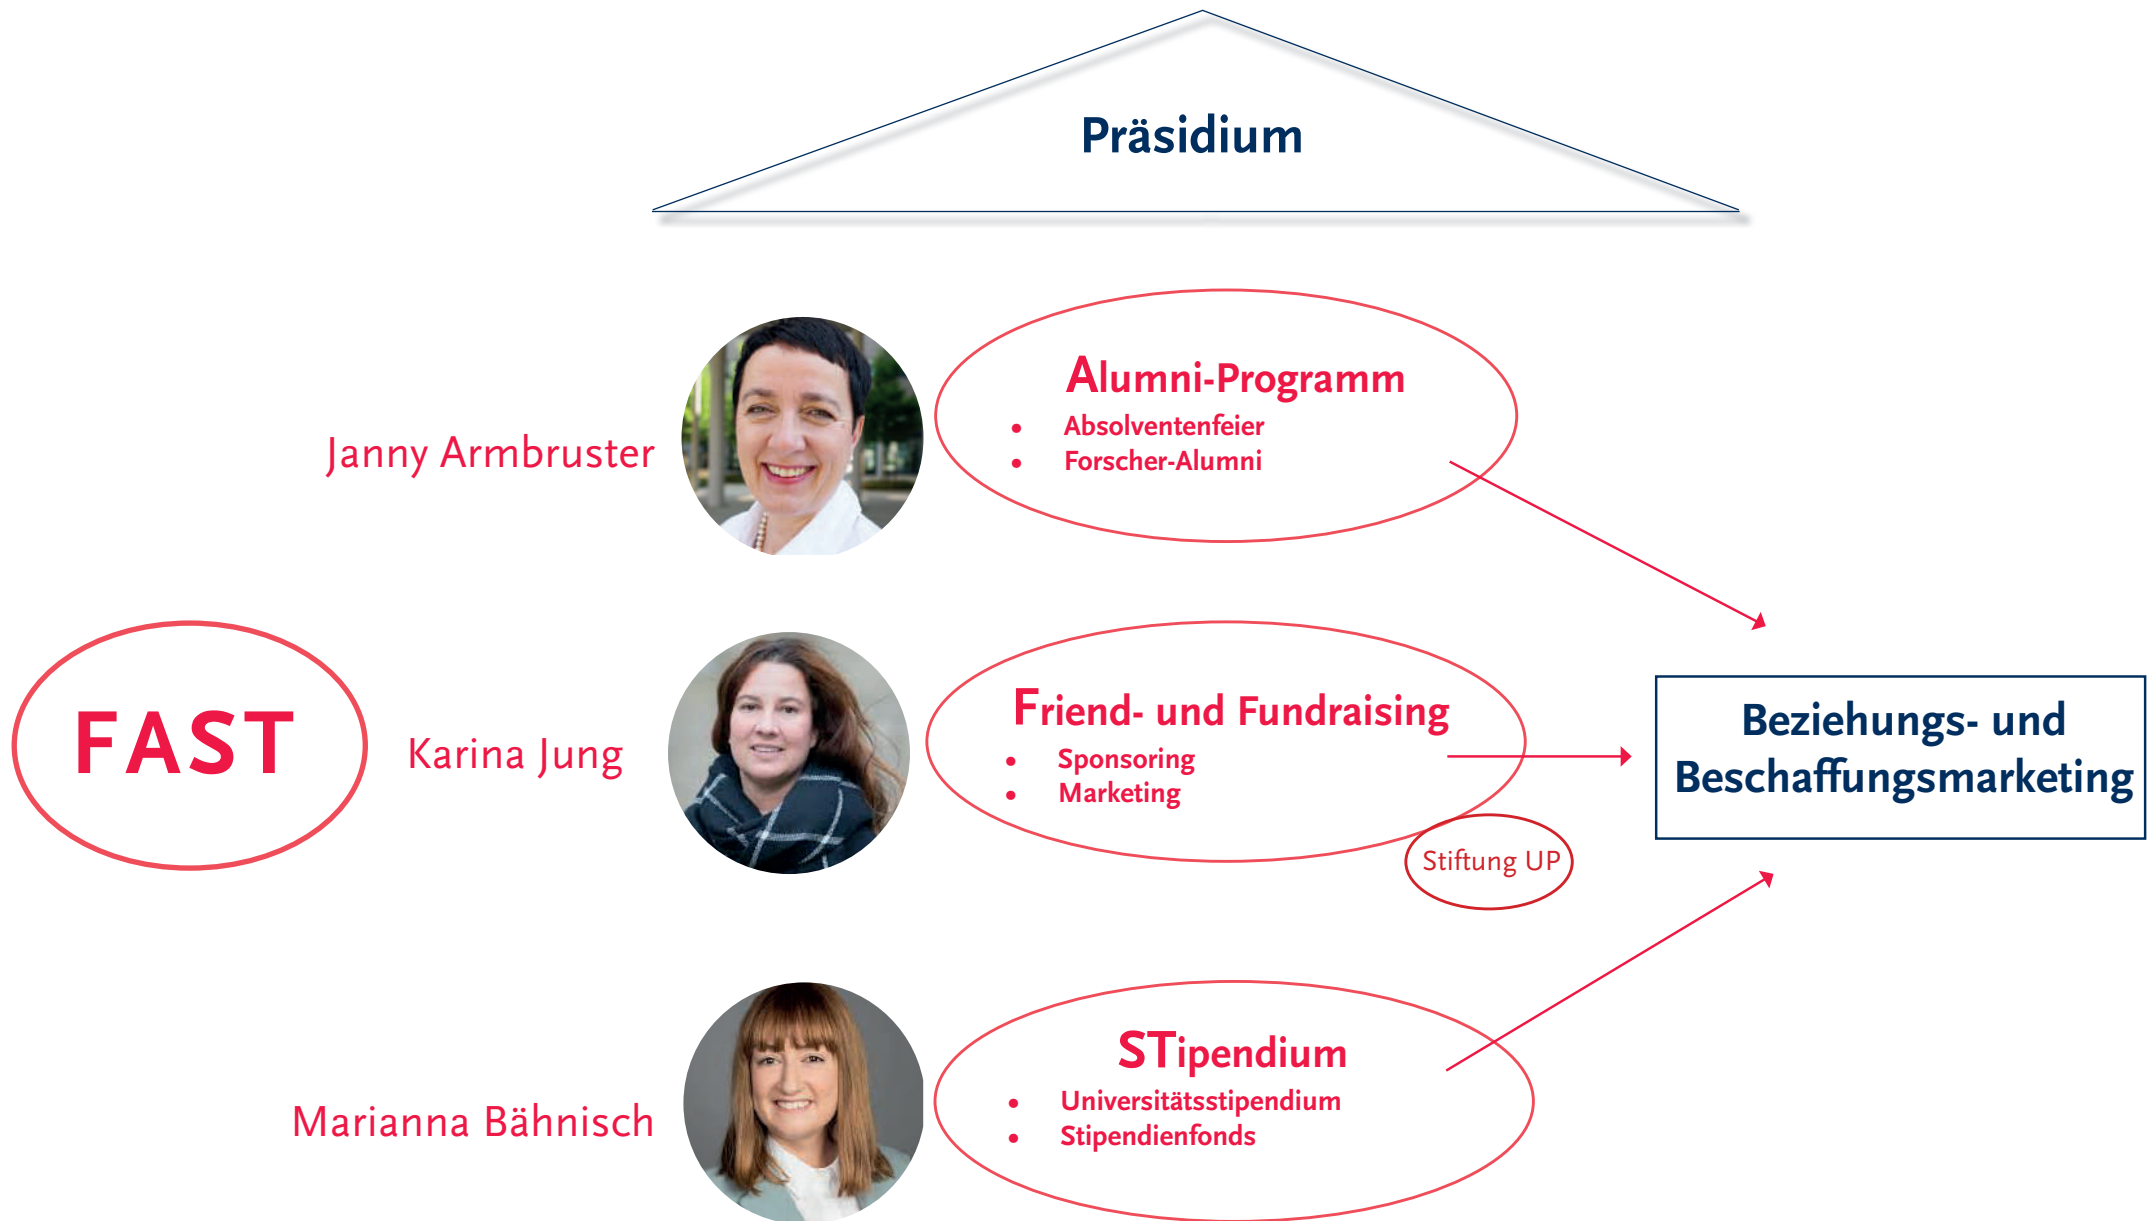 Präsidium
Janny Armbruster
Alumni-Programm
• Absolventenfeier
• Forscher-Alumni
FAST
Karina Jung
Friend- und Fundraising
• Sponsoring
• Marketing
Stiftung UP
Beziehungs- und
Beschaffungsmarketing
Marianna Bähnisch
STipendium
• Universitätsstipendium
• Stipendienfonds